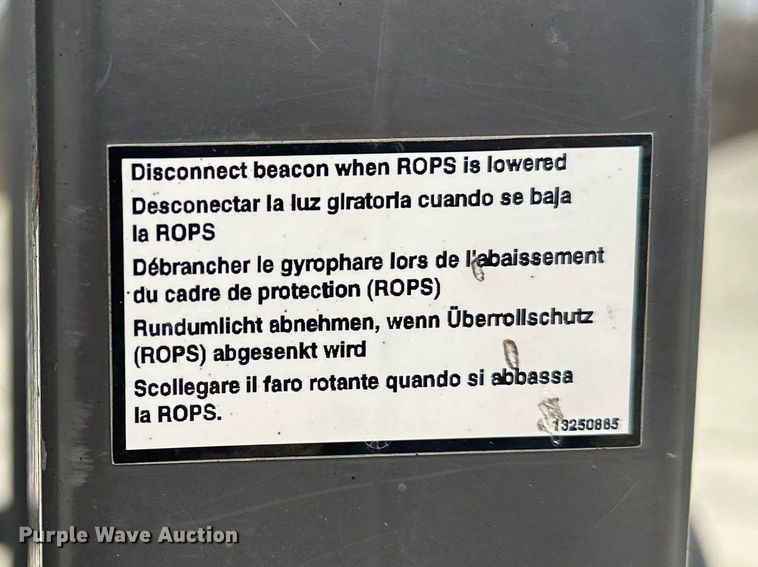 Disconnect beacon when ROPS is lowered
Desconectar la luz giratoria cuando se baja
la ROPS
Débrancher le gyrophare lors de l'abaissement
du cadre de protection (ROPS)
Rundumlicht abnehmen, wenn Überrollschutz
(ROPS) abgesenkt wird
Scollegare il faro rotante quando si abbassa
la ROPS.
13250885
Purple Wave Auction